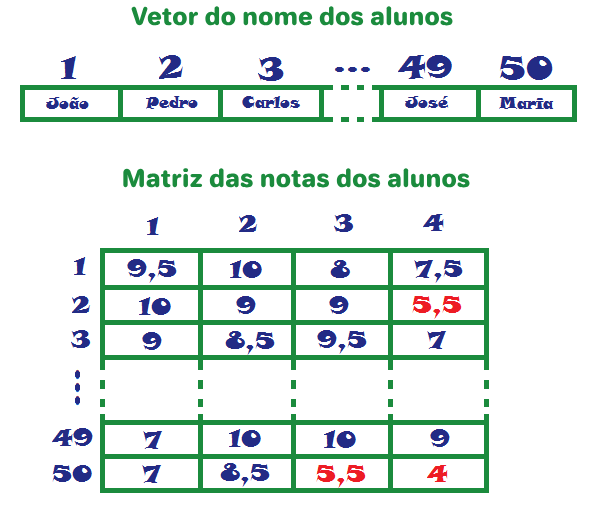 Vetor do nome dos alunos
1 2 3 ... 49 50
João Pedro Carlos José Maria
Matriz das notas dos alunos
1 2 3 4
1 9,5 10 8 7,5
2 10 9 9 5,5
3 9 8,5 9,5 7
...
49 7 10 10 9
50 7 8,5 5,5 4